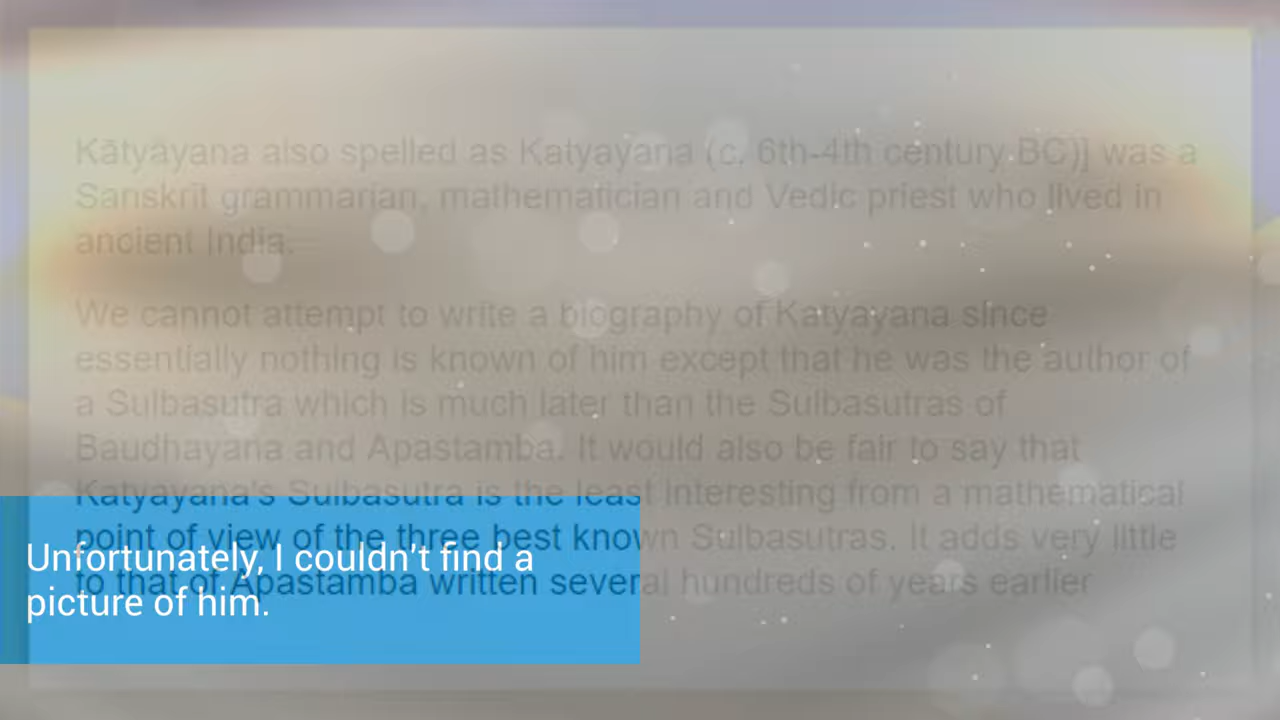 Kātyāyana also spelled as Katyayana (c. 6th-4th century BC)] was a
Sanskrit grammarian, mathematician and Vedic priest who lived in
ancient India.
We cannot attempt to write a biography of Katyayana since
essentially nothing is known of him except that he was the author of
a Sulbasutra which is much later than the Sulbasutras of
Baudhayana and Apastamba. It would also be fair to say that
Katyayana's Sulbasutra is the least interesting from a mathematical
point of view of the three best known Sulbasutras. It adds very little
to that of Apastamba written several hundreds of years earlier
Unfortunately, I couldn't find a
picture of him.